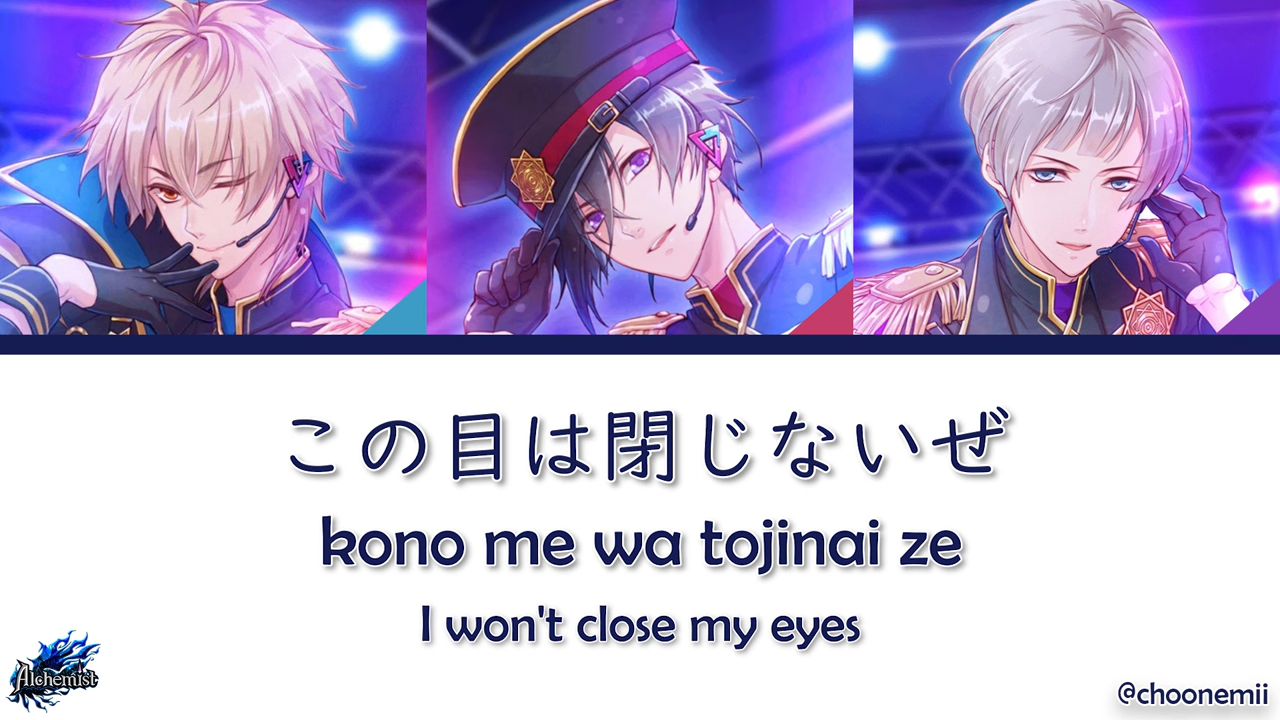 この目は閉じないぜ
kono me wa tojinai ze
I won't close my eyes
Alchemist
@choonemii